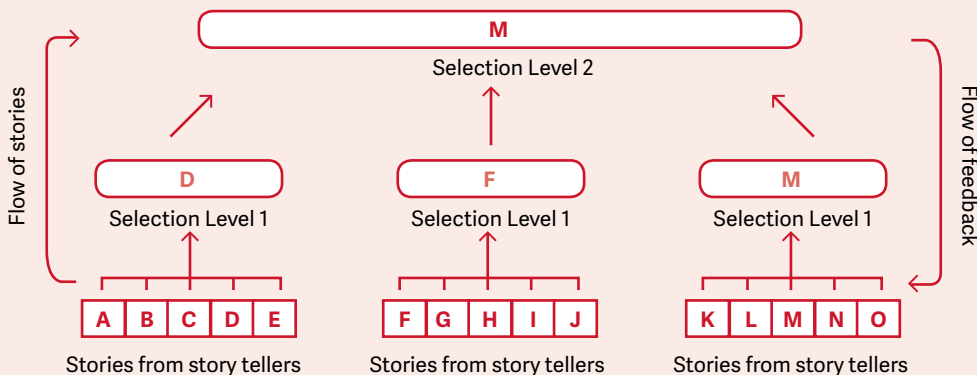 M
Selection Level 2
Flow of stories
Flow of feedback
D
F
M
Selection Level 1
Selection Level 1
Selection Level 1
A B C D E
F G H I J
K L M N O
Stories from story tellers
Stories from story tellers
Stories from story tellers